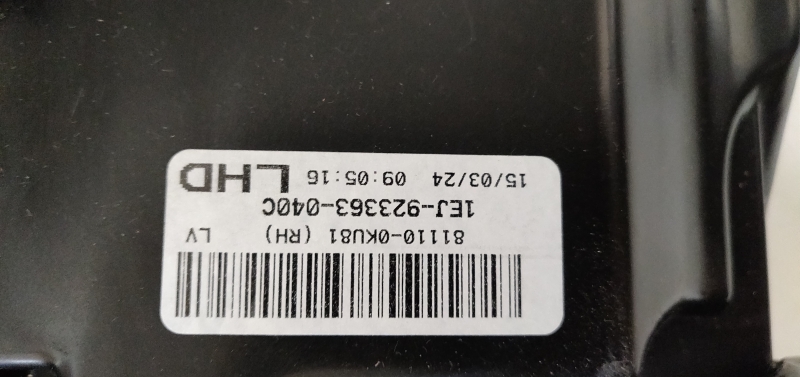 81110-0KU81 (RH) LV
1EJ-923363-040C
15/03/24 09:05:16 LHD